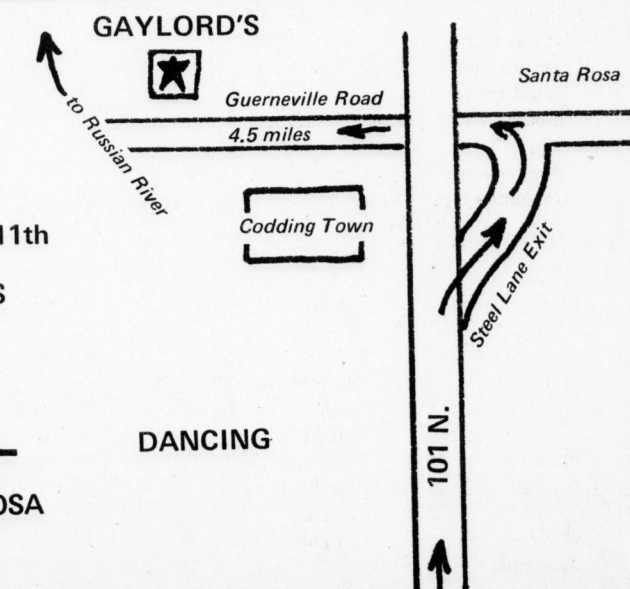 GAYLORD'S
Santa Rosa
Guerneville Road
4.5 miles
to Russian River
Codding Town
11th
S
Steel Lane Exit
DANCING
101 N.
OSA